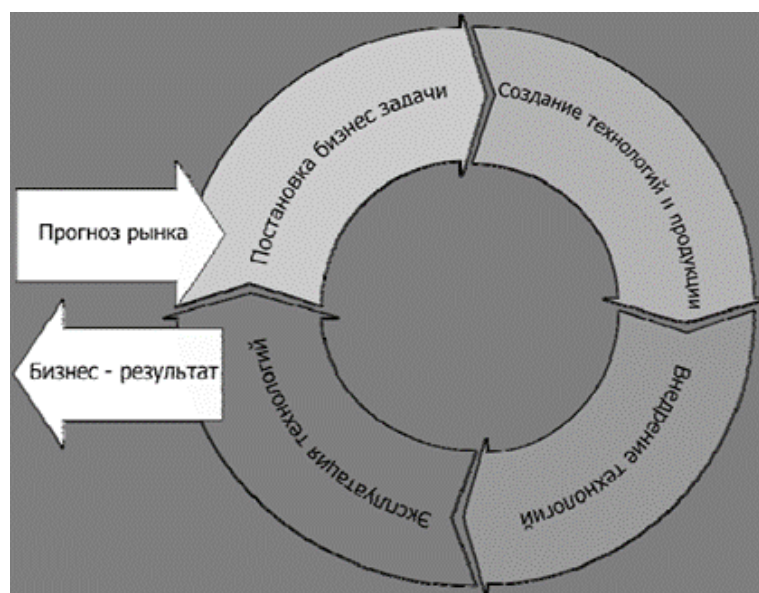 Прогноз рынка
Постановка бизнес задачи
Создание технологий и продукции
Внедрение технологий
Эксплуатация технологий
Бизнес - результат